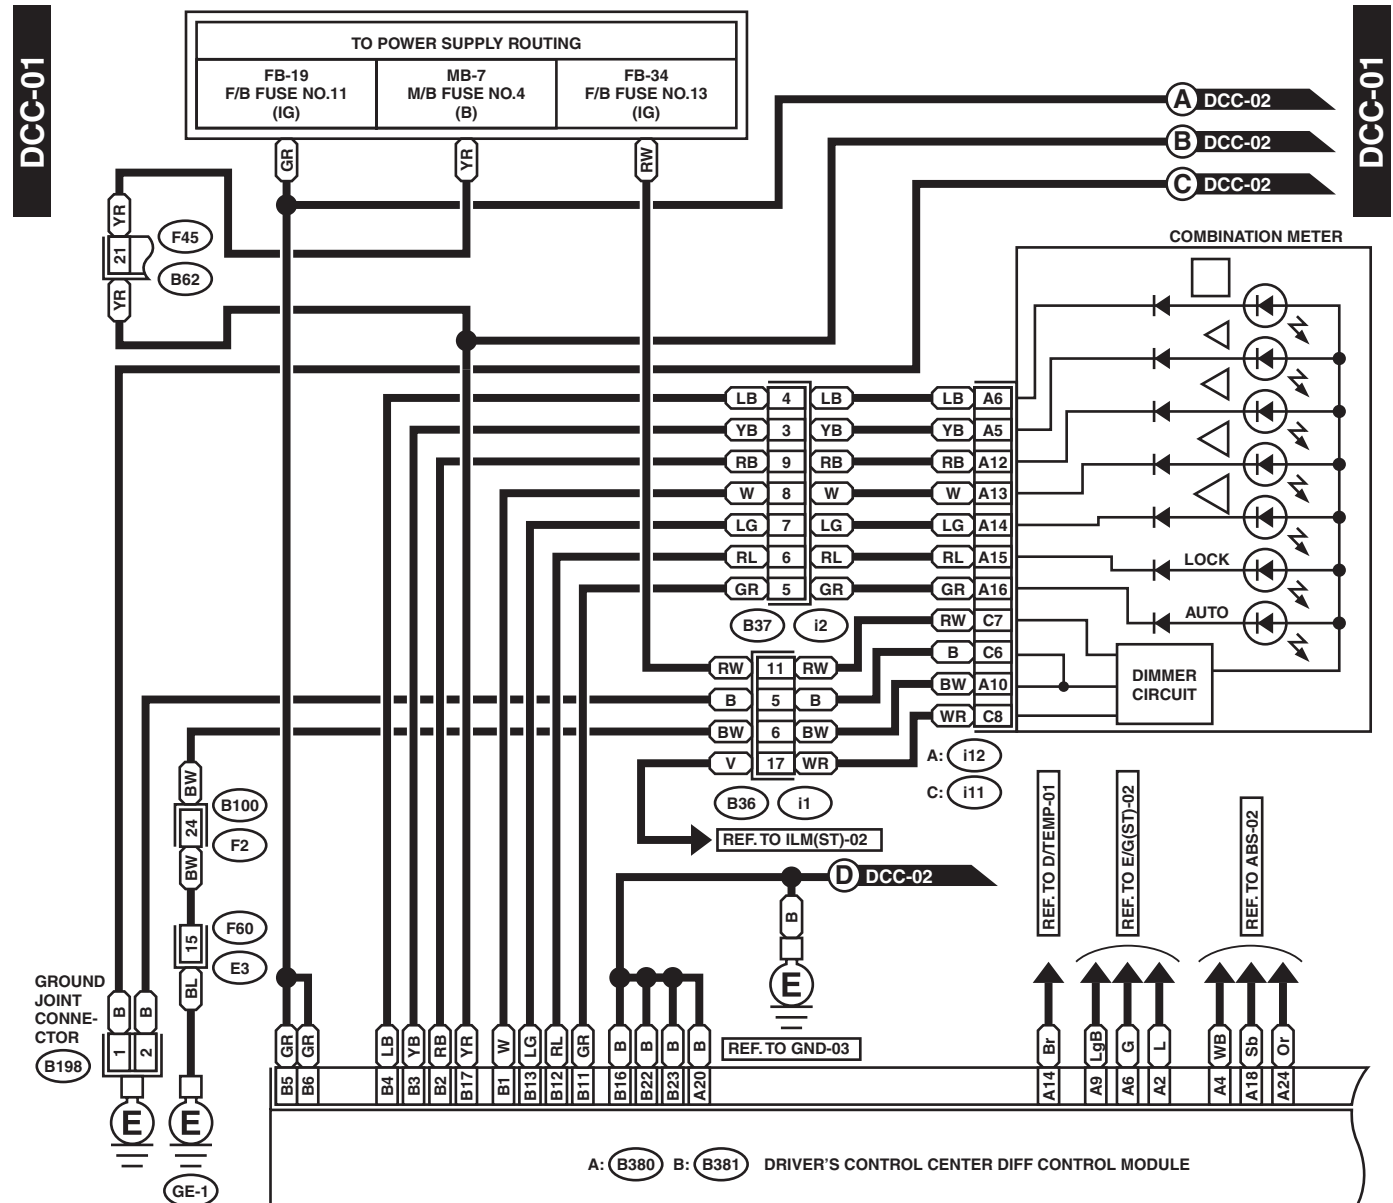 DCC-01
DCC-01
TO POWER SUPPLY ROUTING
FB-19
F/B FUSE NO.11
(IG)
MB-7
M/B FUSE NO.4
(B)
FB-34
F/B FUSE NO.13
(IG)
GR
YR
RW
A DCC-02
B DCC-02
C DCC-02
YR
21
YR
F45
B62
COMBINATION METER
LB 4 LB LB A6
YB 3 YB YB A5
RB 9 RB RB A12
W 8 W W A13
LG 7 LG LG A14
RL 6 RL RL A15
GR 5 GR GR A16
B37 i2
RW C7
B C6
BW A10
WR C8
LOCK
AUTO
DIMMER
CIRCUIT
RW 11 RW
B 5 B
BW 6 BW
V 17 WR
B36 i1
A: i12
C: i11
REF. TO ILM(ST)-02
BW
24
BW
B100
F2
15
BL
F60
E3
D DCC-02
B
E
REF. TO GND-03
REF. TO D/TEMP-01
REF. TO E/G(ST)-02
REF. TO ABS-02
GROUND
JOINT
CONNE-
CTOR
B198
B B
1 2
E
E
GE-1
GR GR LB YB RB YR W LG RL GR B B B B Br LgB G L WB Sb Or
B5 B6 B4 B3 B2 B17 B1 B13 B12 B11 B16 B22 B23 A20 A14 A9 A6 A2 A4 A18 A24
A: B380 B: B381 DRIVER'S CONTROL CENTER DIFF CONTROL MODULE